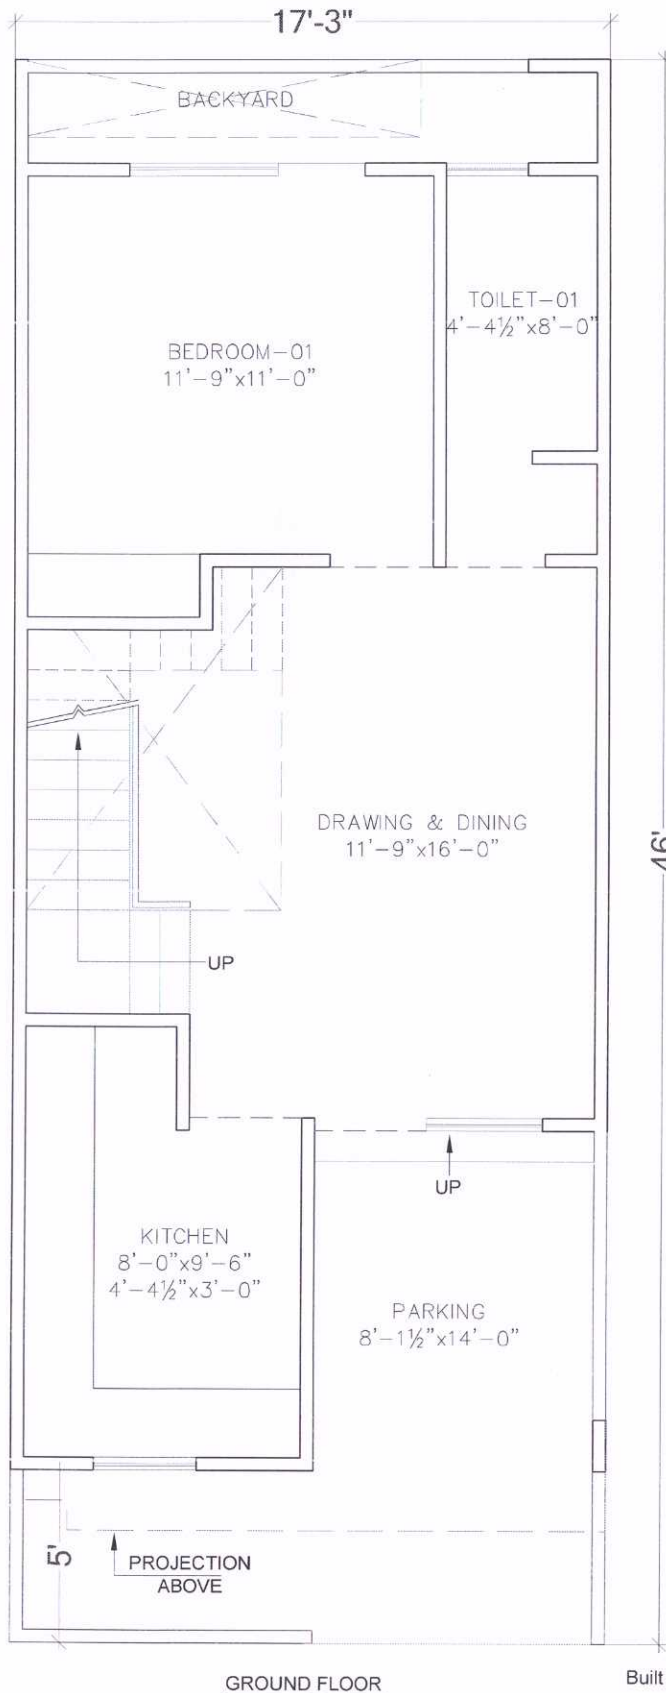 17'-3"
BACKYARD
TOILET-01
4'-4½"x8'-0"
BEDROOM-01
11'-9"x11'-0"
DRAWING & DINING
11'-9"x16'-0"
46'
UP
UP
KITCHEN
8'-0"x9'-6"
4'-4½"x3'-0"
PARKING
8'-1½"x14'-0"
5'
PROJECTION
ABOVE
GROUND FLOOR
Built